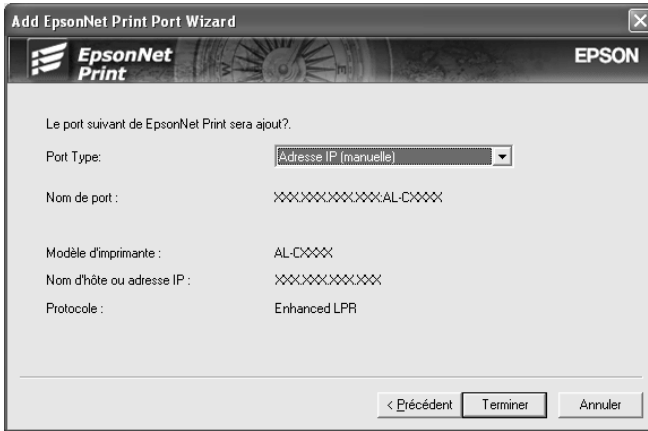 Add EpsonNet Print Port Wizard
EpsonNet
Print
EPSON
Le port suivant de EpsonNet Print sera ajout?.
Port Type: Adresse IP (manuelle)
Nom de port : XXX.XXX.XXX.XXX:AL-CXXXX
Modèle d'imprimante : AL-CXXXX
Nom d'hôte ou adresse IP : XXX.XXX.XXX.XXX
Protocole : Enhanced LPR
< Précédent Terminer Annuler